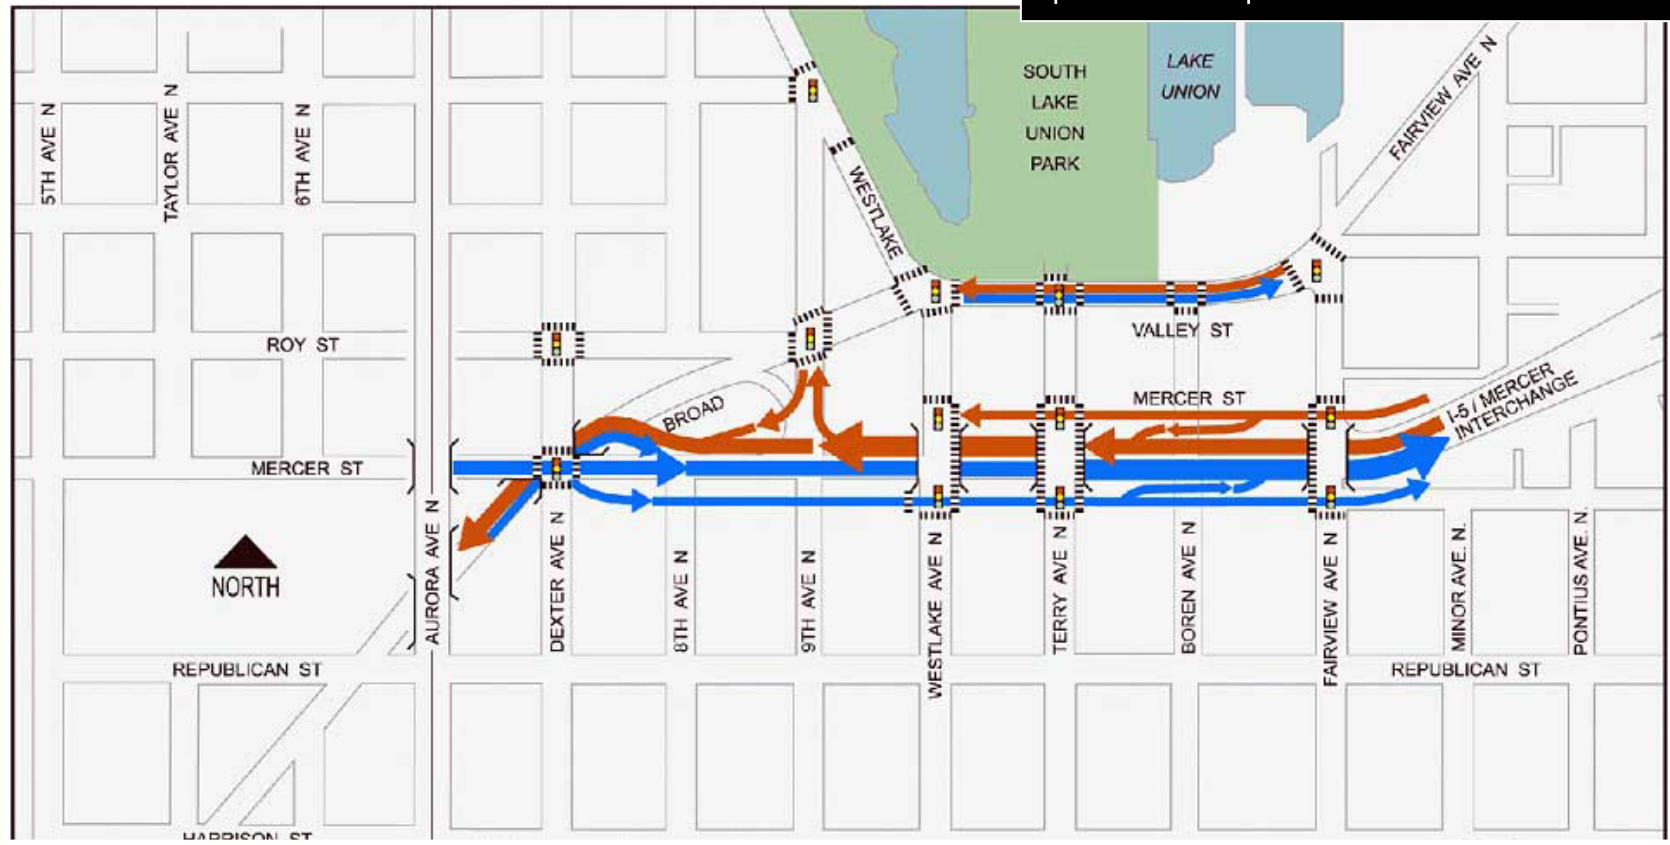 SOUTH
LAKE
UNION
PARK
LAKE
UNION
FAIRVIEW AVE N
5TH AVE N
TAYLOR AVE N
6TH AVE N
WESTLAKE
ROY ST
VALLEY ST
BROAD
MERCER ST
I-5 / MERCER
INTERCHANGE
MERCER ST
NORTH
AURORA AVE N
DEXTER AVE N
8TH AVE N
9TH AVE N
WESTLAKE AVE N
TERRY AVE N
BOREN AVE N
FAIRVIEW AVE N
MINOR AVE. N.
PONTIUS AVE. N.
REPUBLICAN ST
REPUBLICAN ST
HARRISON ST